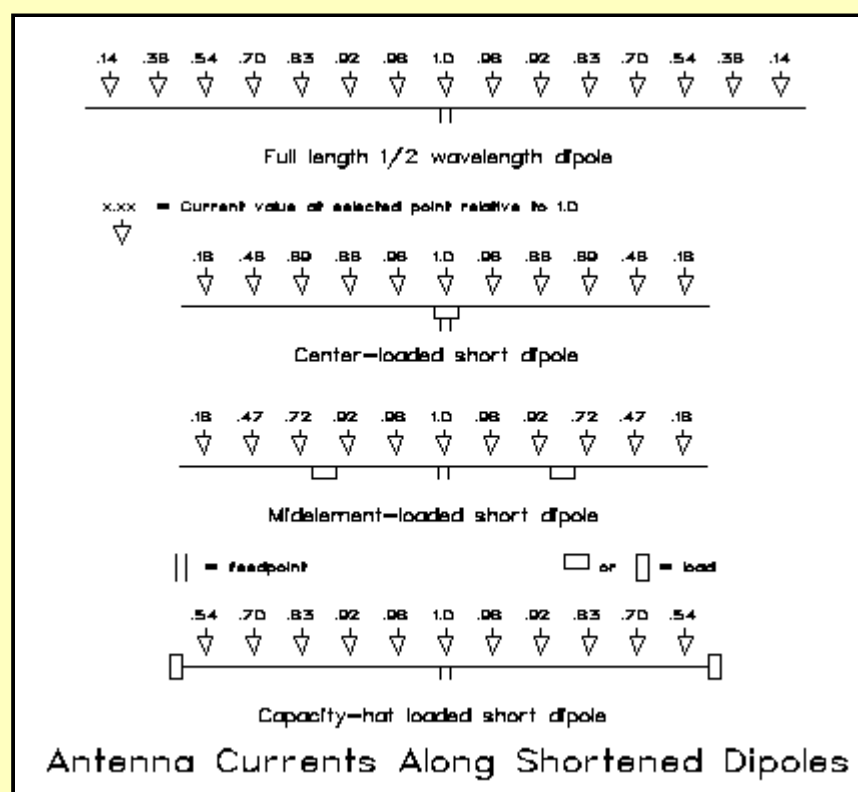 .14 .38 .54 .70 .83 .92 .98 1.0 .98 .92 .83 .70 .54 .38 .14
Full length 1/2 wavelength dipole
x.xx = Current value at selected point relative to 1.0
.18 .48 .69 .88 .98 1.0 .98 .88 .69 .48 .18
Center-loaded short dipole
.18 .47 .72 .92 .98 1.0 .98 .92 .72 .47 .18
Midelement-loaded short dipole
= feedpoint
or = load
.54 .70 .83 .92 .98 1.0 .98 .92 .83 .70 .54
Capacity-hat loaded short dipole
Antenna Currents Along Shortened Dipoles